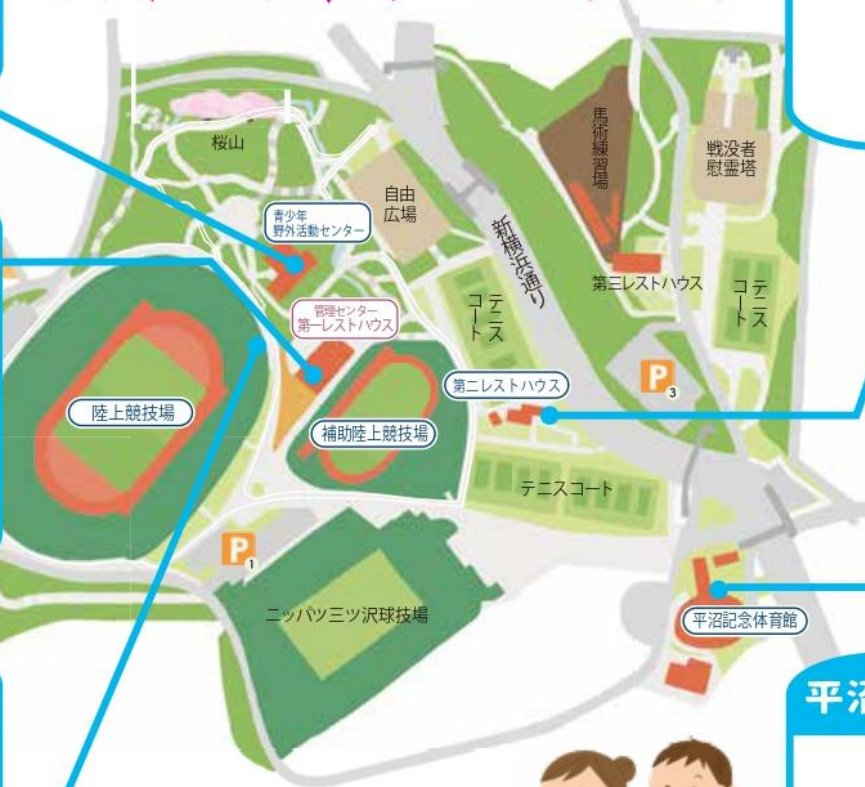 桜山
自由
広場
馬術練習場
戦没者
慰霊塔
青少年
野外活動センター
新横浜通り
テニス
コート
第三レストハウス
テニス
コート
管理センター
第一レストハウス
P3
第二レストハウス
陸上競技場
補助陸上競技場
テニスコート
P1
ニッパツ三ツ沢球技場
平沼記念体育館
平沼